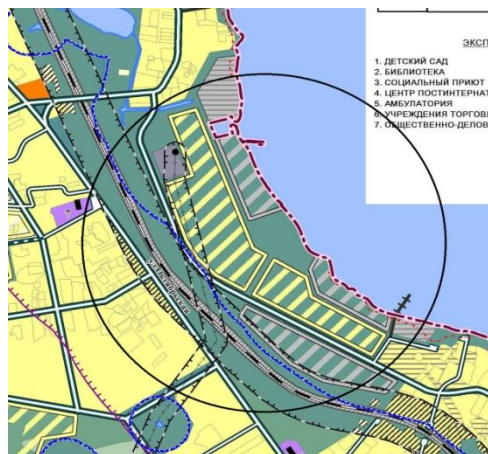 ЭКСП
1. ДЕТСКИЙ САД
2. БИБЛИОТЕКА
3. СОЦИАЛЬНЫЙ ПРИЮТ
4. ЦЕНТР ПОСТИНТЕРНАТ
5. АМБУЛАТОРИЯ
6. УЧРЕЖДЕНИЯ ТОРГОВЛ
7. ОБЩЕСТВЕННО-ДЕЛОВ